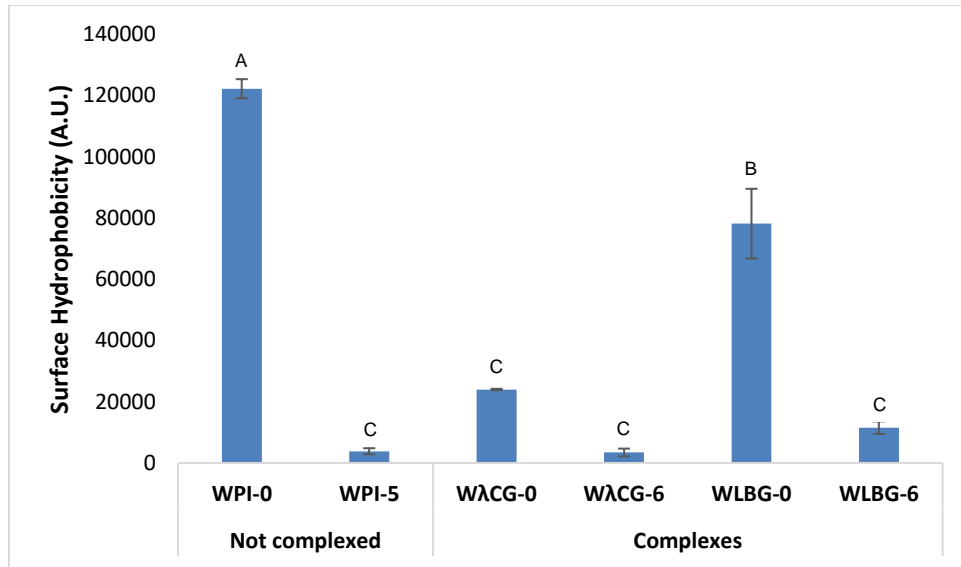 Surface Hydrophobicity (A.U.)
140000
120000
100000
80000
60000
40000
20000
0
A
C
C
C
B
C
WPI-0 WPI-5 WλCG-0 WλCG-6 WLBG-0 WLBG-6
Not complexed Complexes